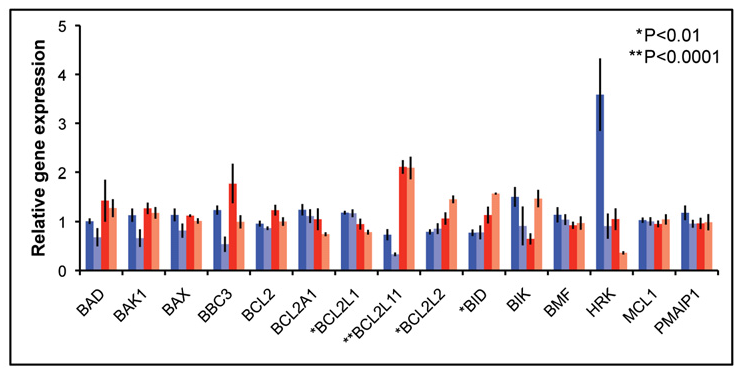 *P<0.01
**P<0.0001
Relative gene expression
5
4
3
2
1
0
BAD
BAK1
BAX
BBC3
BCL2
BCL2A1
*BCL2L1
**BCL2L11
*BCL2L2
*BID
BIK
BMF
HRK
MCL1
PMAIP1